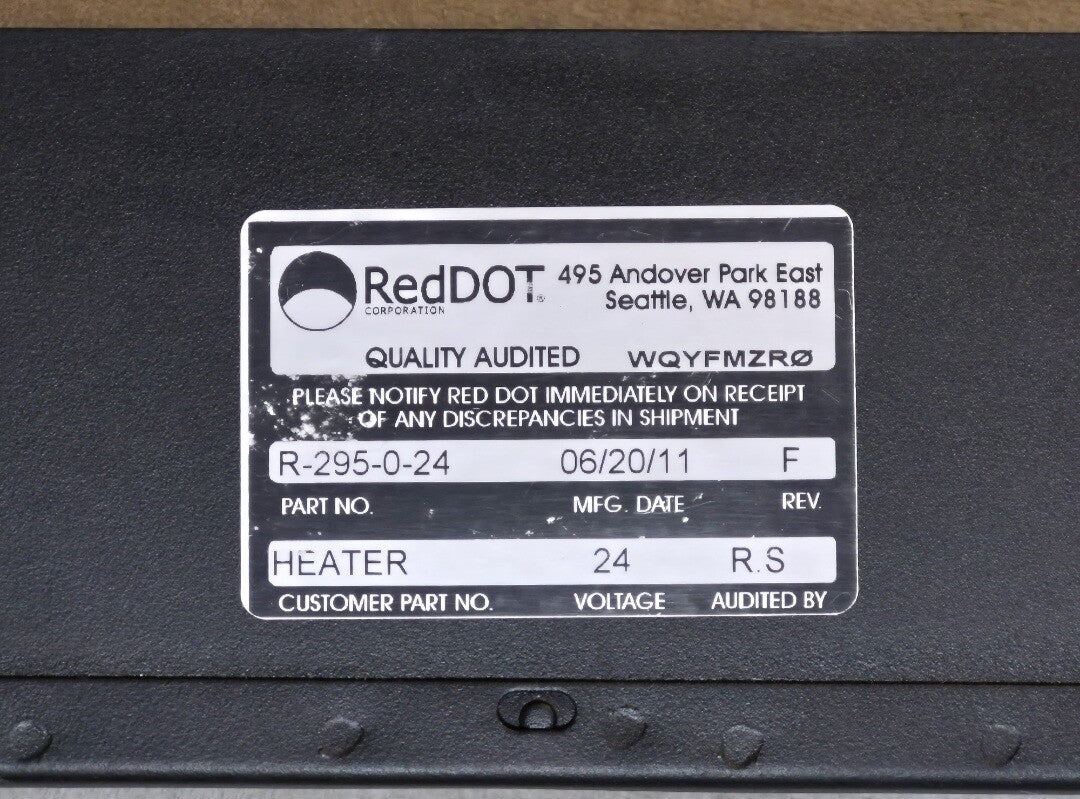 RedDOT®
CORPORATION
495 Andover Park East
Seattle, WA 98188
QUALITY AUDITED WQYFMZRØ
PLEASE NOTIFY RED DOT IMMEDIATELY ON RECEIPT
OF ANY DISCREPANCIES IN SHIPMENT
R-295-0-24 06/20/11 F
PART NO. MFG. DATE REV.
HEATER 24 R.S
CUSTOMER PART NO. VOLTAGE AUDITED BY